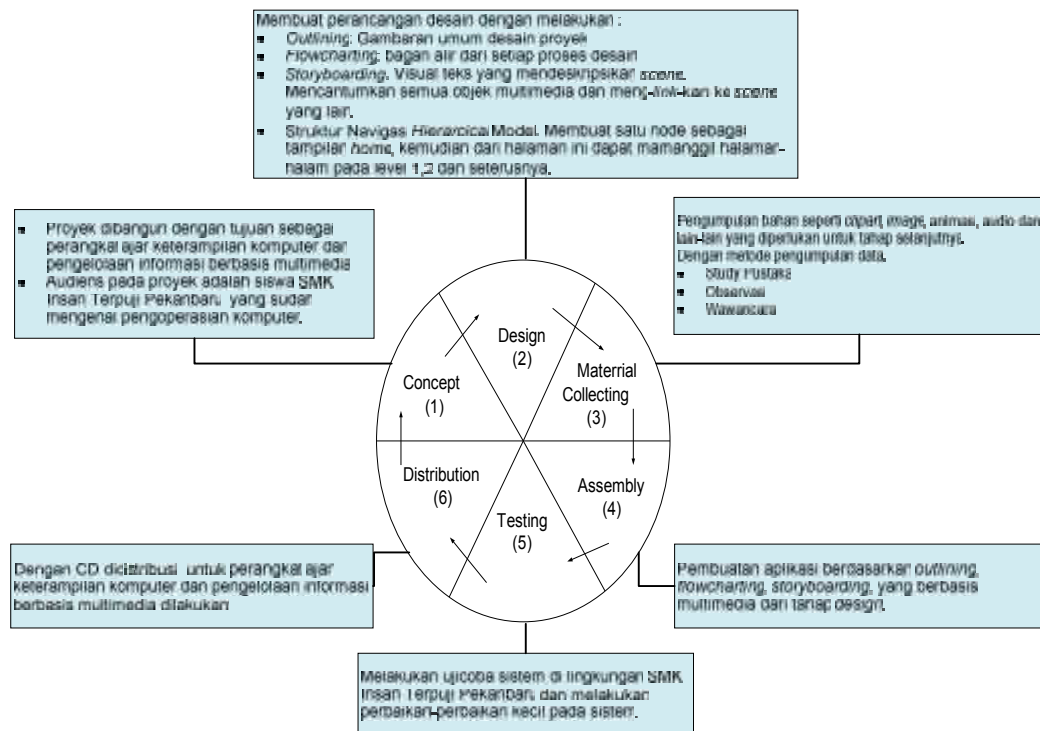 Membuat perancangan desain dengan melakukan :
▪ Outlining: Gambaran umum desain proyek
▪ Flowcharting: bagan alir dari setiap proses desain
▪ Storyboarding. Visual teks yang mendeskripsikan scene.
Mencantumkan semua objek multimedia dan meng-link-kan ke scene
yang lain.
▪ Struktur Navigas Hierarcical Model. Membuat satu node sebagai
tampilan home, kemudian dari halaman ini dapat mamanggil halaman-
halam pada level 1,2 dan seterusnya.
▪ Proyek dibangun dengan tujuan sebagai
perangkat ajar keterampilan komputer dan
pengelolaan informasi berbasis multimedia
▪ Audiens pada proyek adalah siswa SMK
Insan Terpuji Pekanbaru yang sudah
mengenal pengoperasian komputer.
Pengumpulan bahan seperti clipart, image, animasi, audio dan
lain-lain yang diperlukan untuk tahap selanjutnya.
Dengan metode pengumpulan data.
▪ Study Pustaka
▪ Observasi
▪ Wawancara
Design
(2)
Concept
(1)
Matrrial
Collecting
(3)
Distribution
(6)
Assembly
(4)
Testing
(5)
Dengan CD didistribusi untuk perangkat ajar
keterampilan komputer dan pengelolaan informasi
berbasis multimedia dilakukan
Pembuatan aplikasi berdasarkan outlining,
flowcharting, storyboarding, yang berbasis
multimedia dari tahap design.
Melakukan ujicoba sistem di lingkungan SMK
Insan Terpuji Pekanbaru dan melakukan
perbaikan-perbaikan kecil pada sistem.